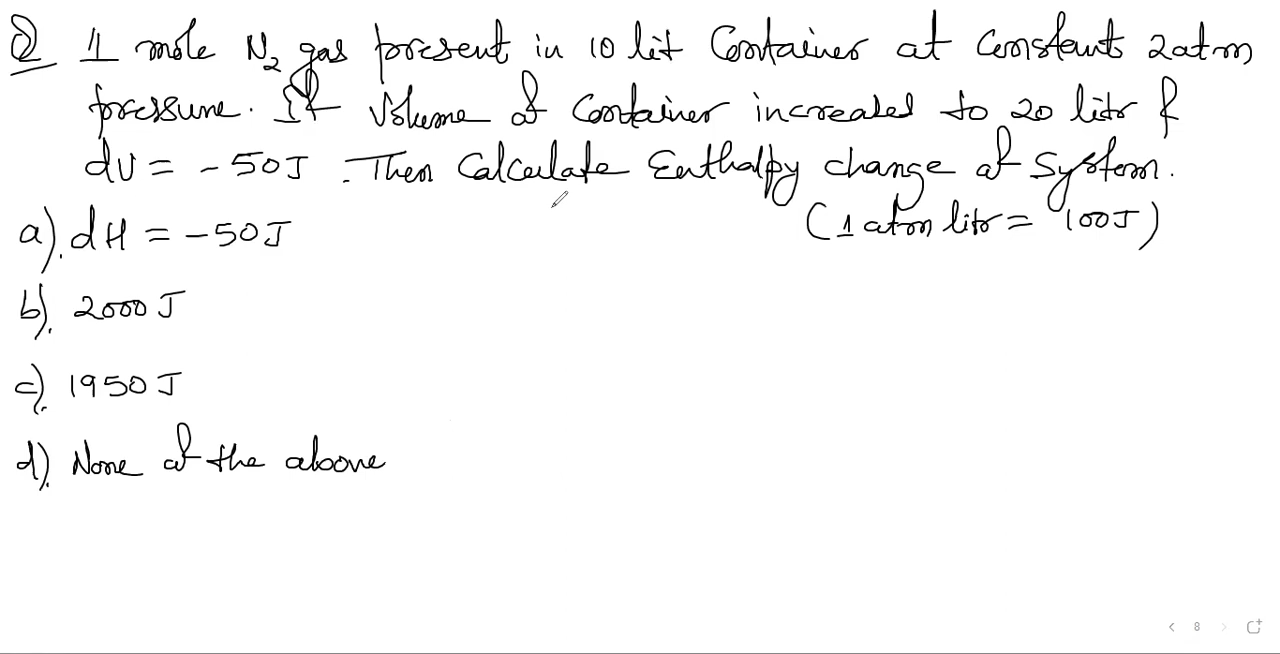 Q 1 mole N₂ gas present in 10 lit Container at Constant 2atm
pressure. If Volume of Container increased to 20 litr &
dU = -50J. Then Calculate Enthalpy change of System.
(1 atm litr = 100J)
a). dH = -50J
b). 2000 J
c). 1950 J
d). None of the above
8